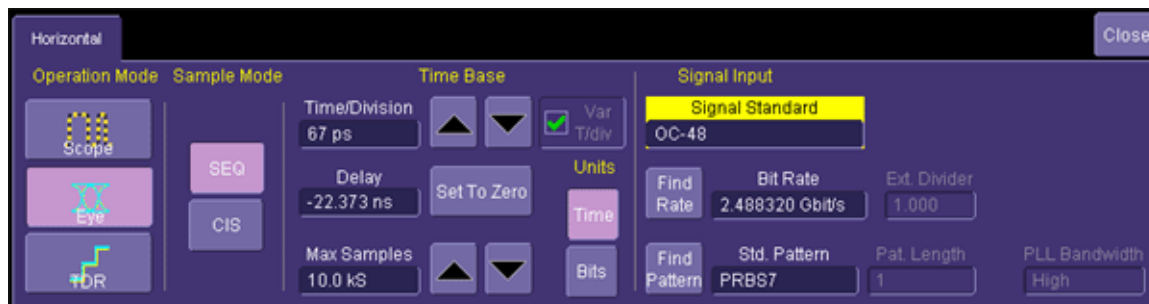 Horizontal
Close
Operation Mode
Sample Mode
Time Base
Signal Input
Scope
Eye
TDR
SEQ
CIS
Time/Division
67 ps
Var
T/div
Delay
-22.373 ns
Set To Zero
Units
Time
Bits
Max Samples
10.0 kS
Signal Standard
OC-48
Find
Rate
Bit Rate
2.488320 Gbit/s
Ext. Divider
1.000
Find
Pattern
Std. Pattern
PRBS7
Pat. Length
1
PLL Bandwidth
High